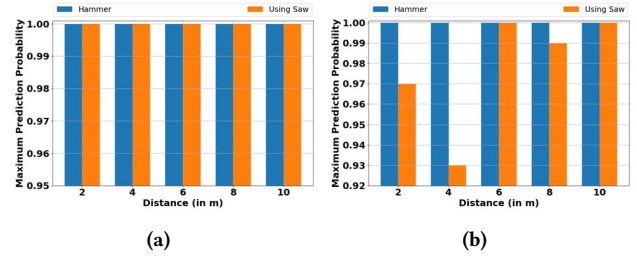 Hammer
Using Saw
Maximum Prediction Probability
1.00
0.99
0.98
0.97
0.96
0.95
2
4
6
8
10
Distance (in m)
(a)
Hammer
Using Saw
Maximum Prediction Probability
1.00
0.99
0.98
0.97
0.96
0.95
0.94
0.93
0.92
2
4
6
8
10
Distance (in m)
(b)